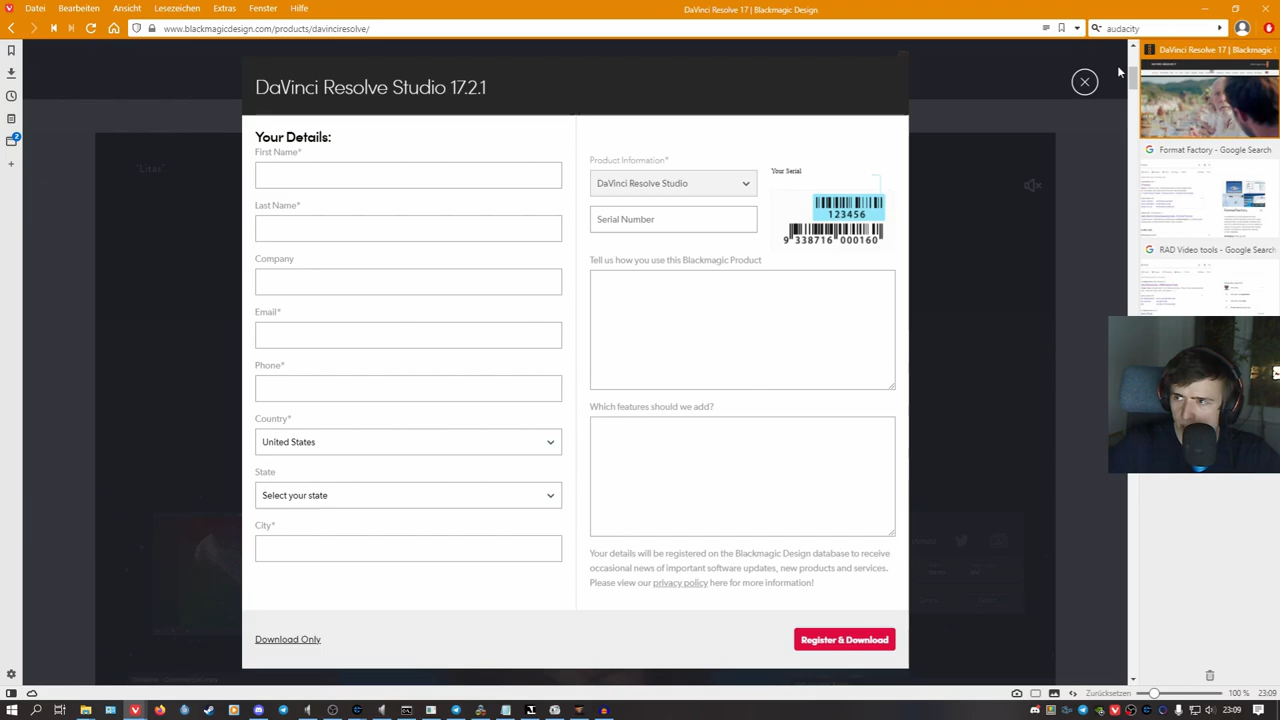 Datei Bearbeiten Ansicht Lesezeichen Extras Fenster Hilfe
DaVinci Resolve 17 | Blackmagic Design
www.blackmagicdesign.com/products/davinciresolve/
audacity
DaVinci Resolve 17 | Blackmagic
Format Factory - Google Search
RAD Video tools - Google Search
2
"Litas"
DaVinci Resolve Studio 17.2.1
Your Details:
First Name*
Last Name*
Company
Email*
Phone*
Country*
United States
State
Select your state
City*
Product Information*
DaVinci Resolve Studio
Serial Number
Your Serial
123456
9 338716 000160
Tell us how you use this Blackmagic Product
Which features should we add?
Your details will be registered on the Blackmagic Design database to receive
occasional news of important software updates, new products and services.
Please view our privacy policy here for more information!
Download Only
Register & Download
Zurücksetzen
100 %
23:09
23:09